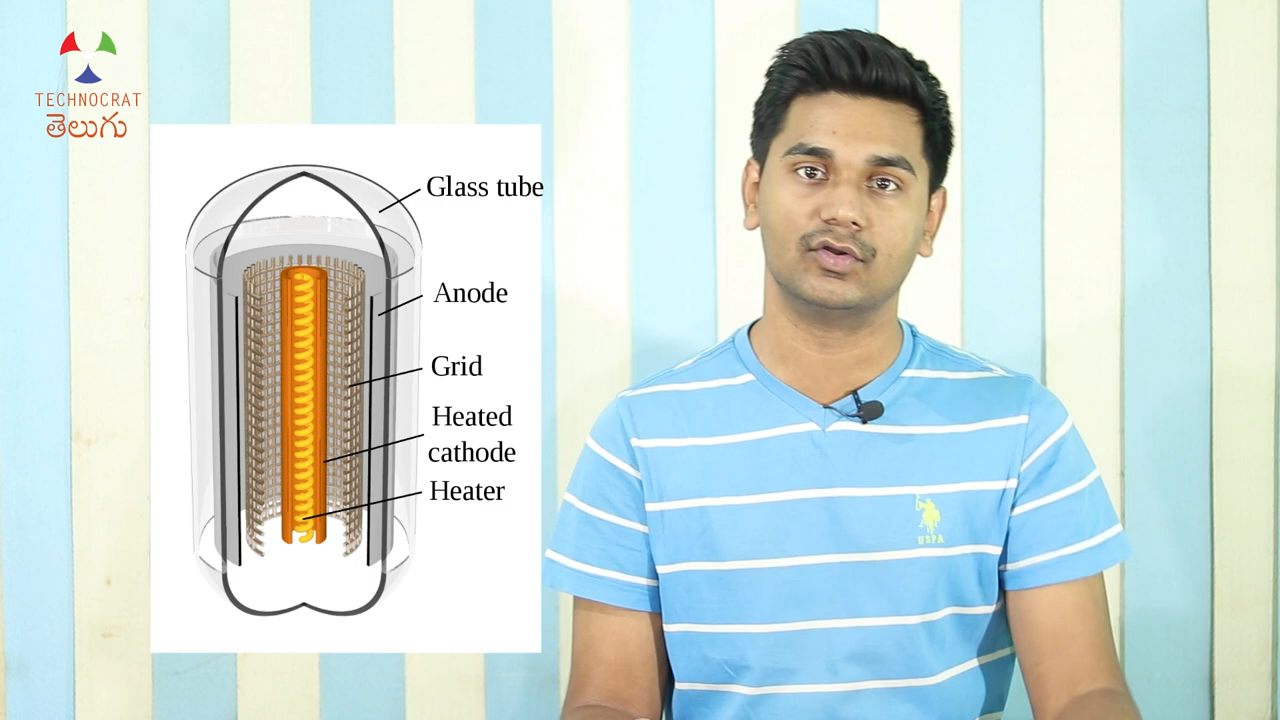 TECHNOCRAT
తెలుగు
Glass tube
Anode
Grid
Heated
cathode
Heater
USPA